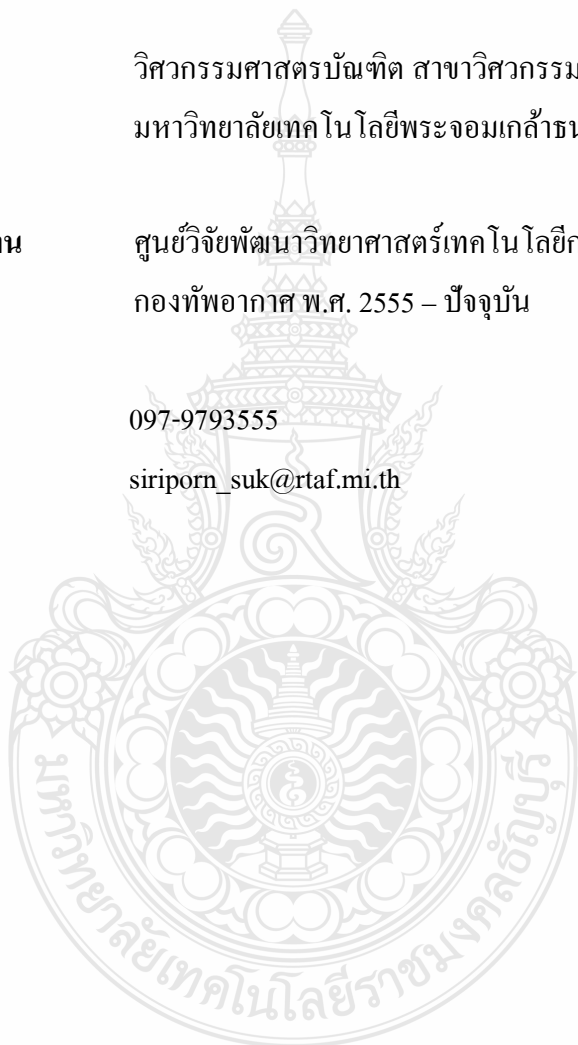 วิศวกรรมศาสตรบัณฑิต สาขาวิศวกรรม
มหาวิทยาลัยเทคโนโลยีพระจอมเกล้าธน
ศูนย์วิจัยพัฒนาวิทยาศาสตร์เทคโนโลยีก
กองทัพอากาศ พ.ศ. 2555 – ปัจจุบัน
097-9793555
siriporn_suk@rtaf.mi.th
มหาวิทยาลัยเทคโนโลยีราชมงคลธัญบุรี